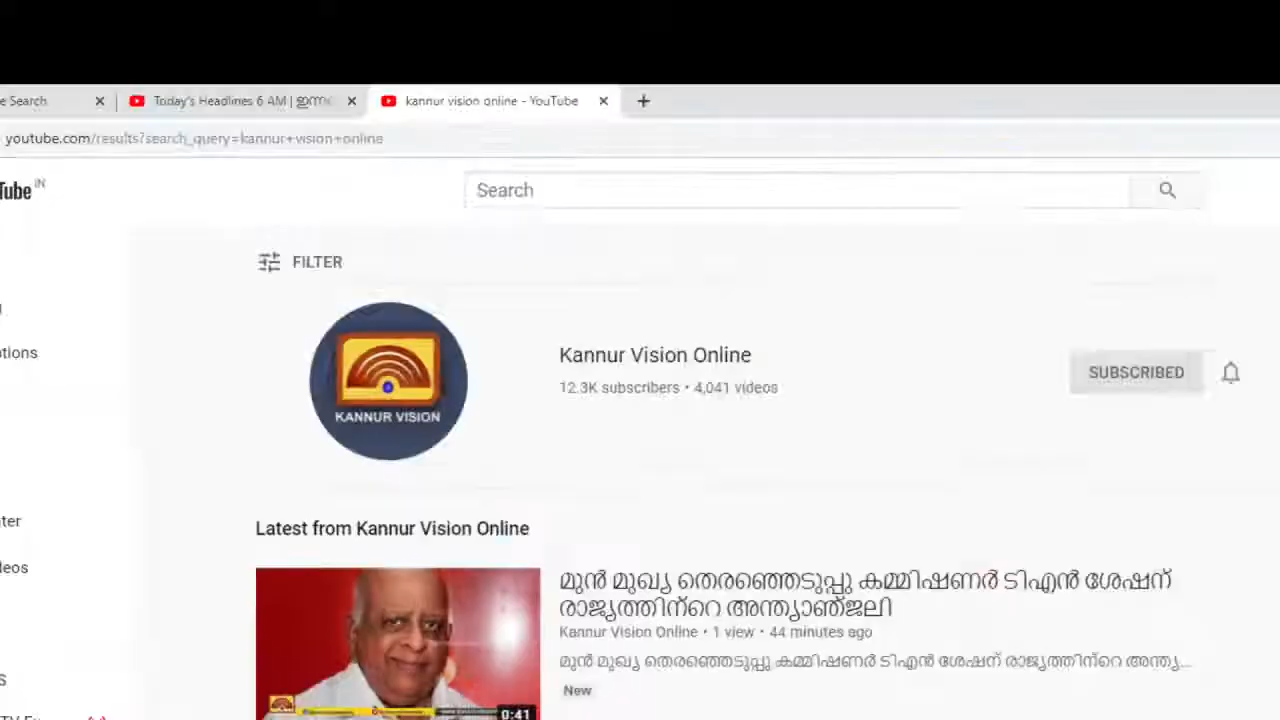 e Search
Today's Headlines 6 AM |
kannur vision online - YouTube
youtube.com/results?search_query=kannur+vision+online
Tube IN
Search
FILTER
tions
KANNUR VISION
Kannur Vision Online
12.3K subscribers • 4,041 videos
SUBSCRIBED
ter
Latest from Kannur Vision Online
eos
മുൻ മുഖ്യ തെരഞ്ഞെടുപ്പു കമ്മിഷണർ ടിഎൻ ശേഷന്
രാജ്യത്തിന്‍റെ അന്ത്യാഞ്ജലി
Kannur Vision Online • 1 view • 44 minutes ago
മുൻ മുഖ്യ തെരഞ്ഞെടുപ്പു കമ്മിഷണർ ടിഎൻ ശേഷന് രാജ്യത്തിന്‍റെ അന്ത്യ...
New
s
0:41